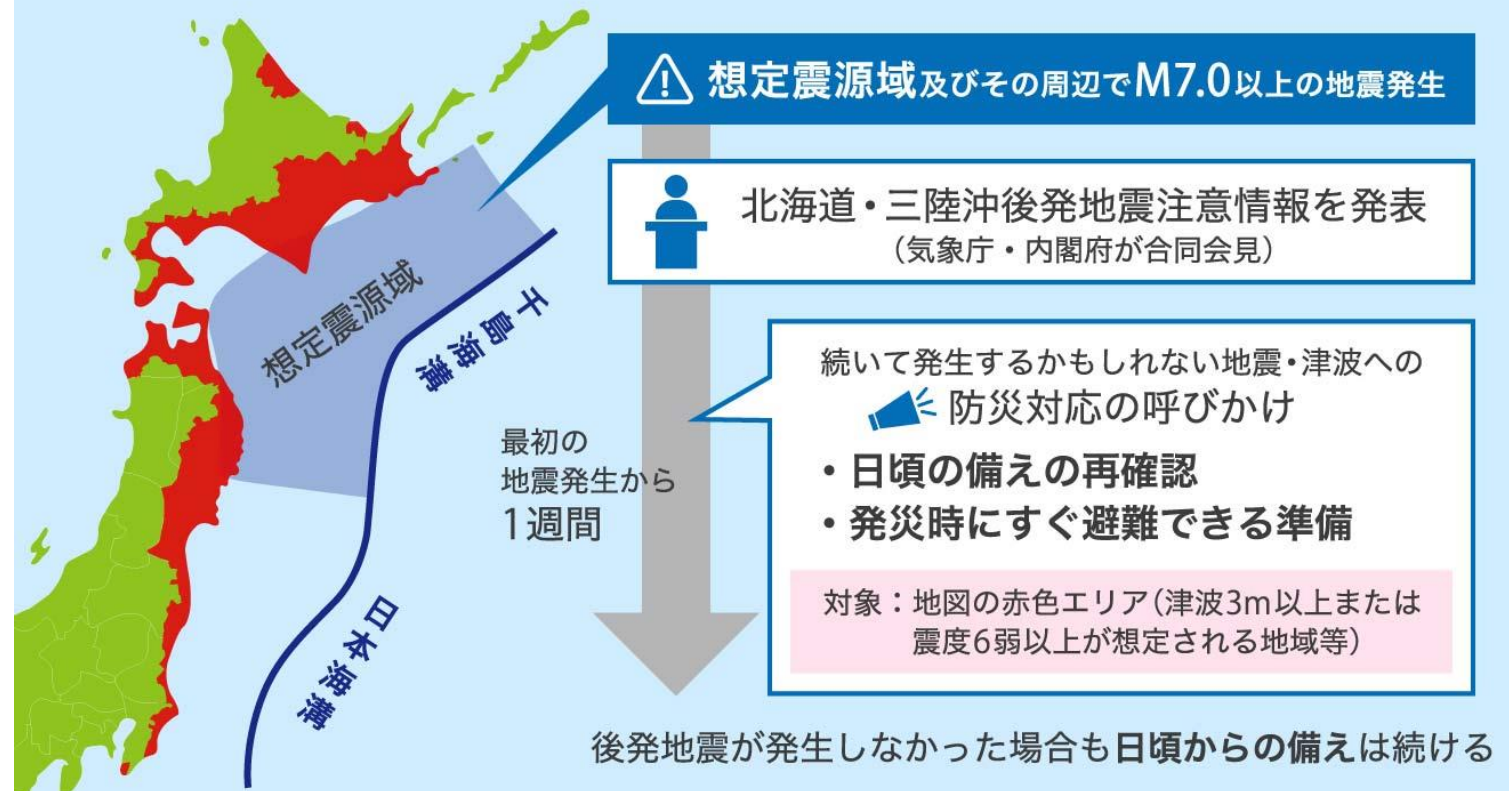 想定震源域及びその周辺でM7.0以上の地震発生
北海道・三陸沖後発地震注意情報を発表
（気象庁・内閣府が合同会見）
想定震源域
千島海溝
日本海溝
最初の
地震発生から
1週間
続いて発生するかもしれない地震・津波への
防災対応の呼びかけ
・日頃の備えの再確認
・発災時にすぐ避難できる準備
対象：地図の赤色エリア（津波3m以上または
震度6弱以上が想定される地域等）
後発地震が発生しなかった場合も日頃からの備えは続ける